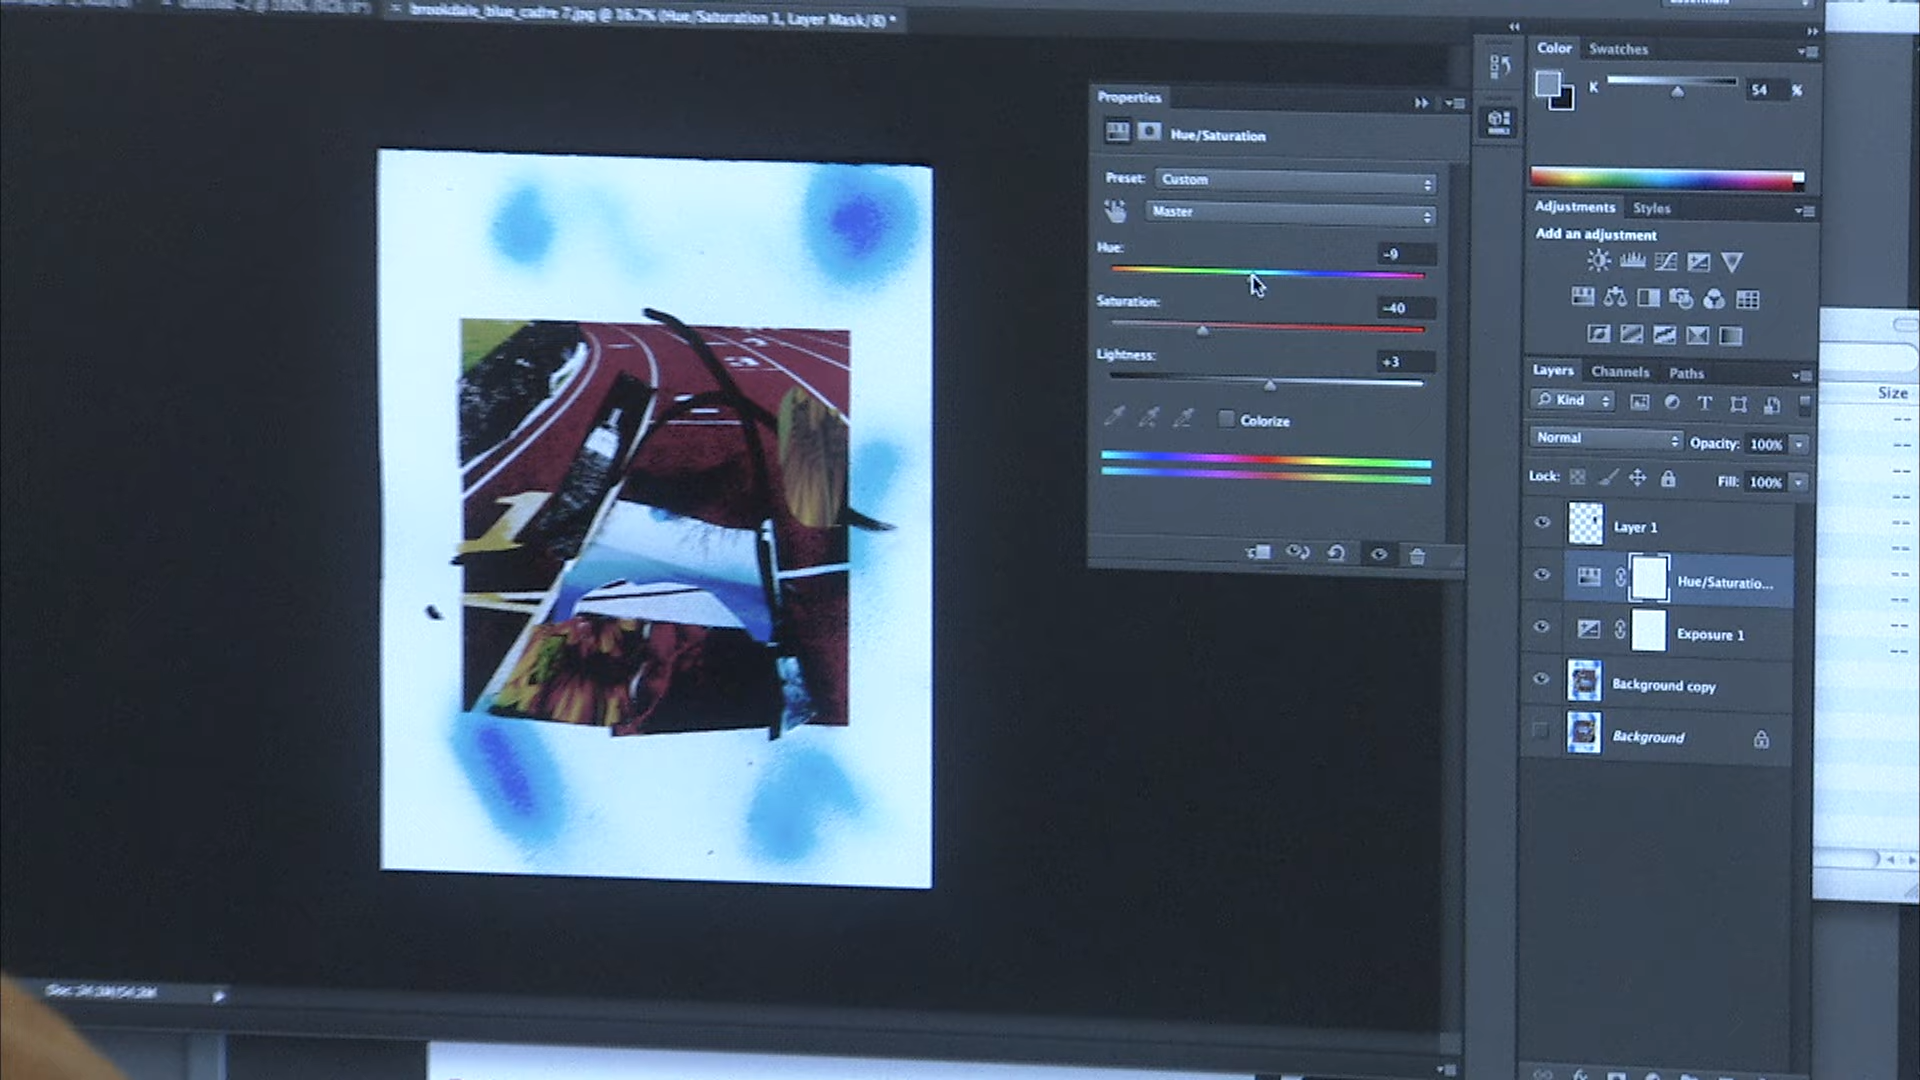 brookdale_blue_cadre 7.jpg @ 16.7% (Hue/Saturation 1, Layer Mask/8) *
Essentials
Color Swatches
K 54 %
Properties
Hue/Saturation
Preset: Custom
Master
Hue: -9
Saturation: -40
Lightness: +3
Colorize
Adjustments Styles
Add an adjustment
Layers Channels Paths
Kind
Normal Opacity: 100%
Lock: Fill: 100%
Layer 1
Hue/Saturatio...
Exposure 1
Background copy
Background
Size
--
--
--
--
--
--
--
--
--
--
1